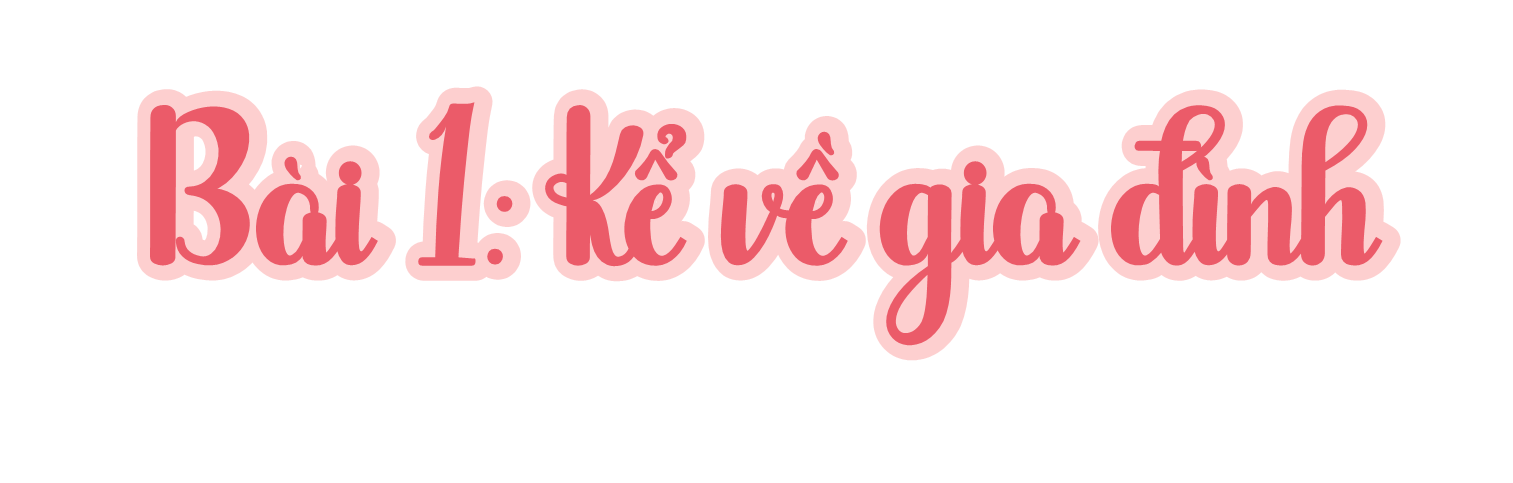 Bài 1: Kể về gia đình